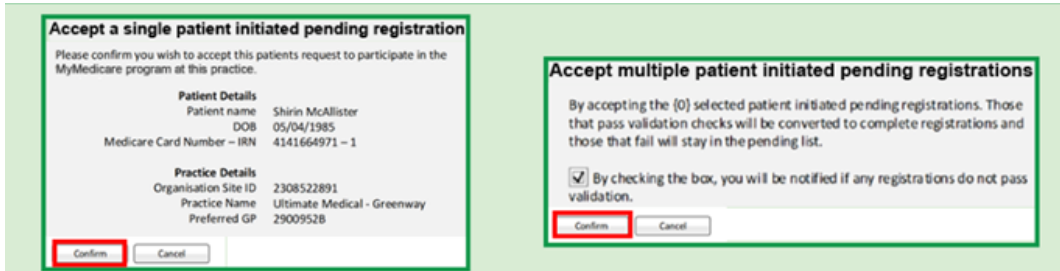 Accept a single patient initiated pending registration
Please confirm you wish to accept this patients request to participate in the
MyMedicare program at this practice.
Patient Details
Patient name Shirin McAllister
DOB 05/04/1985
Medicare Card Number – IRN 4141664971 – 1
Practice Details
Organisation Site ID 2308522891
Practice Name Ultimate Medical - Greenway
Preferred GP 2900952B
Confirm Cancel
Accept multiple patient initiated pending registrations
By accepting the {0} selected patient initiated pending registrations. Those
that pass validation checks will be converted to complete registrations and
those that fail will stay in the pending list.
By checking the box, you will be notified if any registrations do not pass
validation.
Confirm Cancel